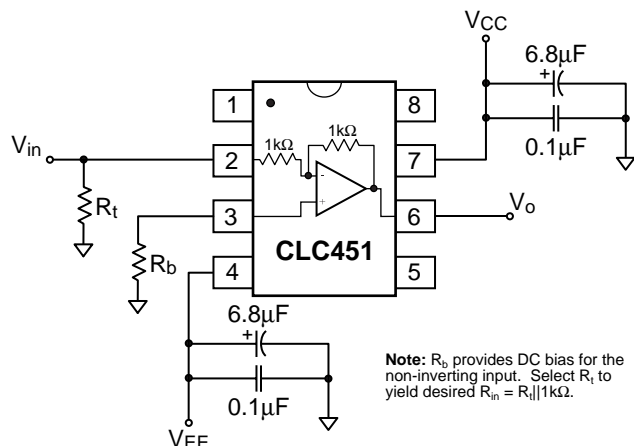 VCC
6.8µF
+
0.1µF
1
8
1kΩ
1kΩ
Vin
2
7
-
+
Rt
3
6
Vo
Rb
CLC451
4
5
6.8µF
+
0.1µF
VEE
Note: Rb provides DC bias for the
non-inverting input. Select Rt to
yield desired Rin = Rt||1kΩ.